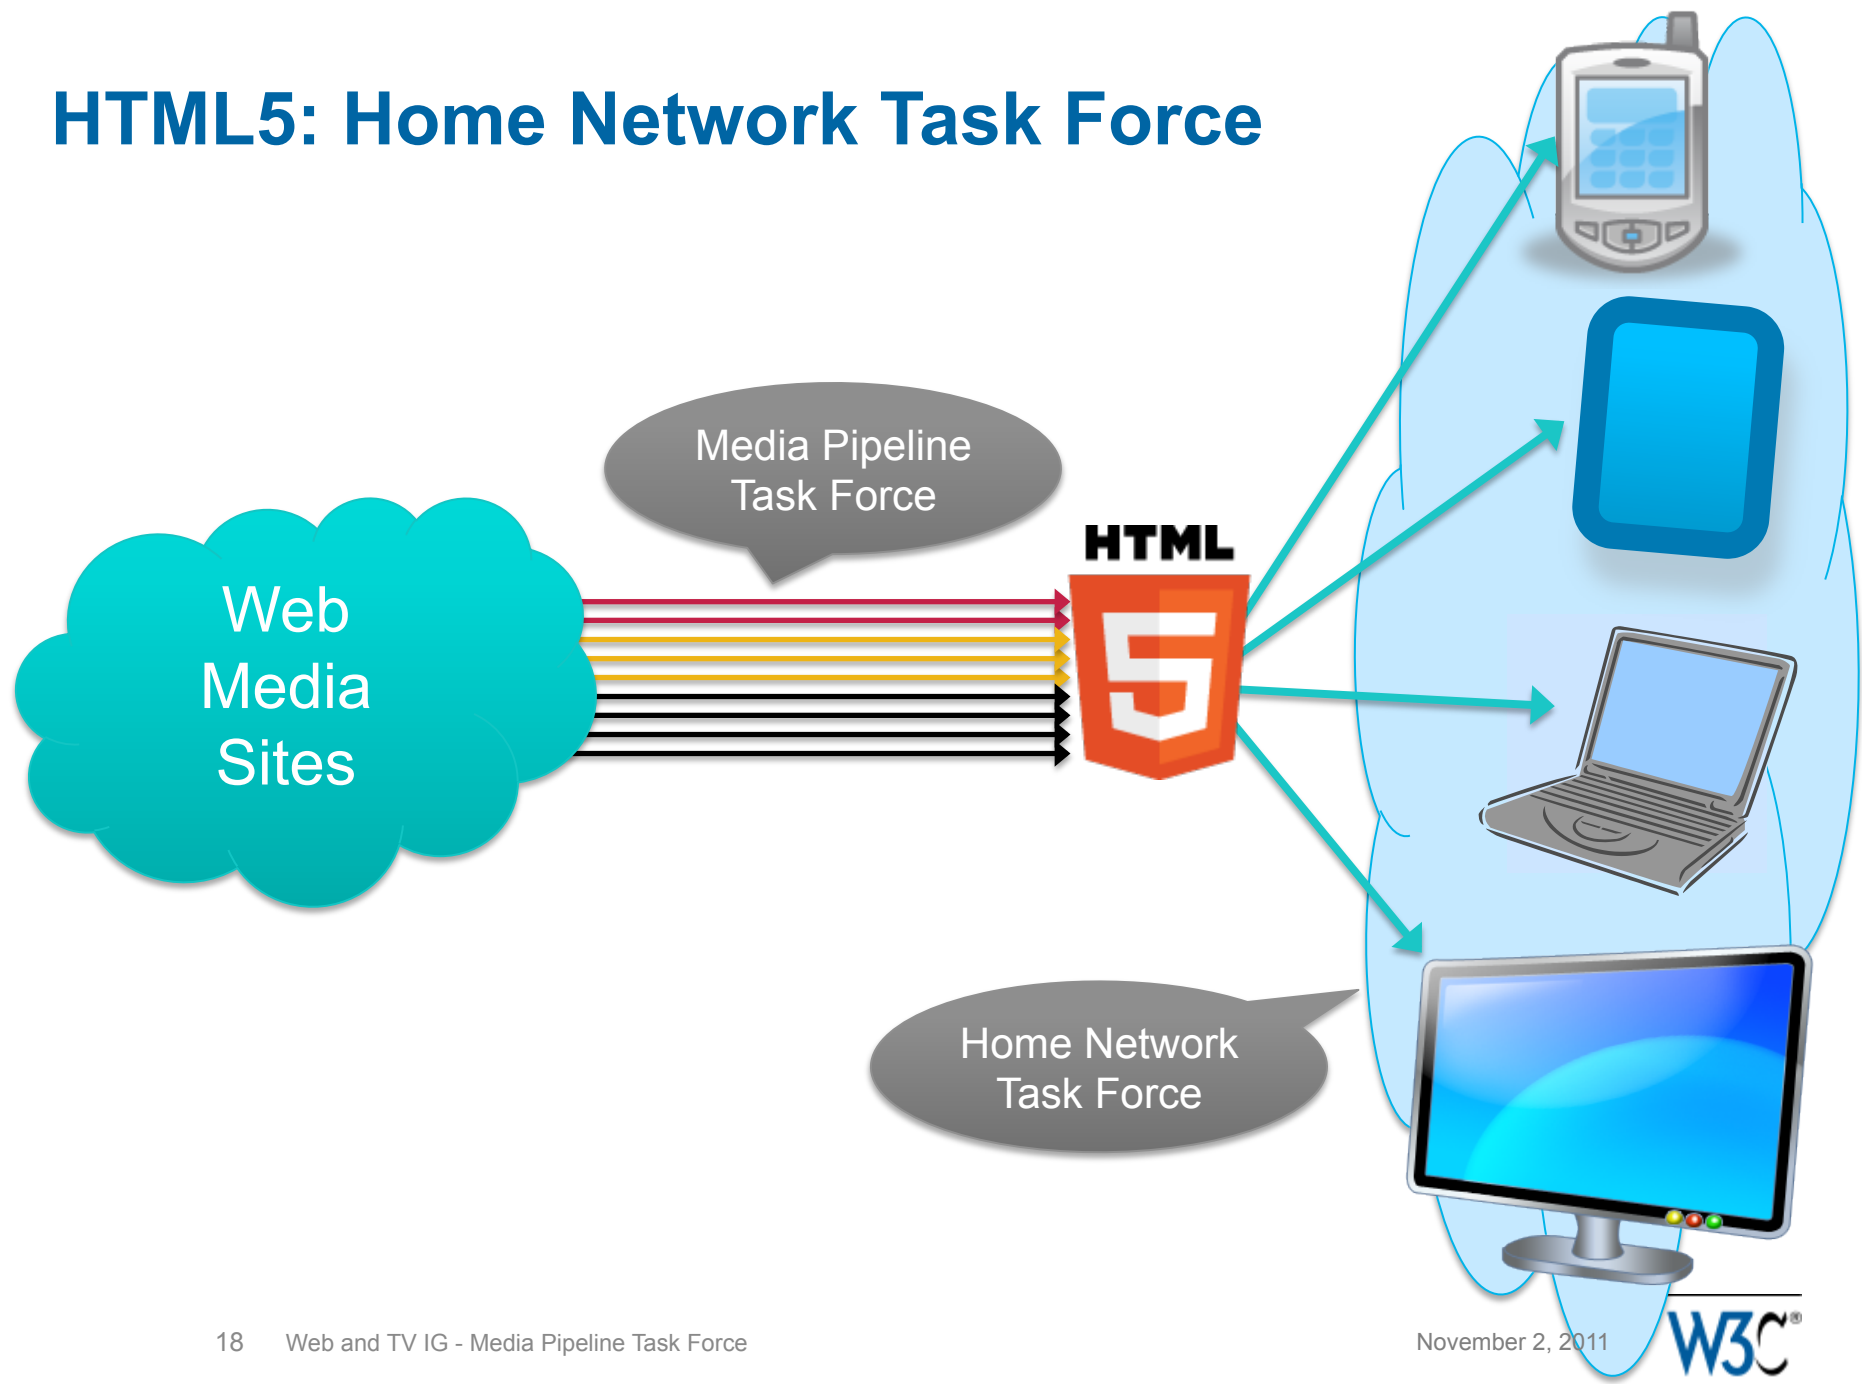 HTML5: Home Network Task Force
Media Pipeline
Task Force
HTML
5
Web
Media
Sites
Home Network
Task Force
18 Web and TV IG - Media Pipeline Task Force
November 2, 2011
W3C®